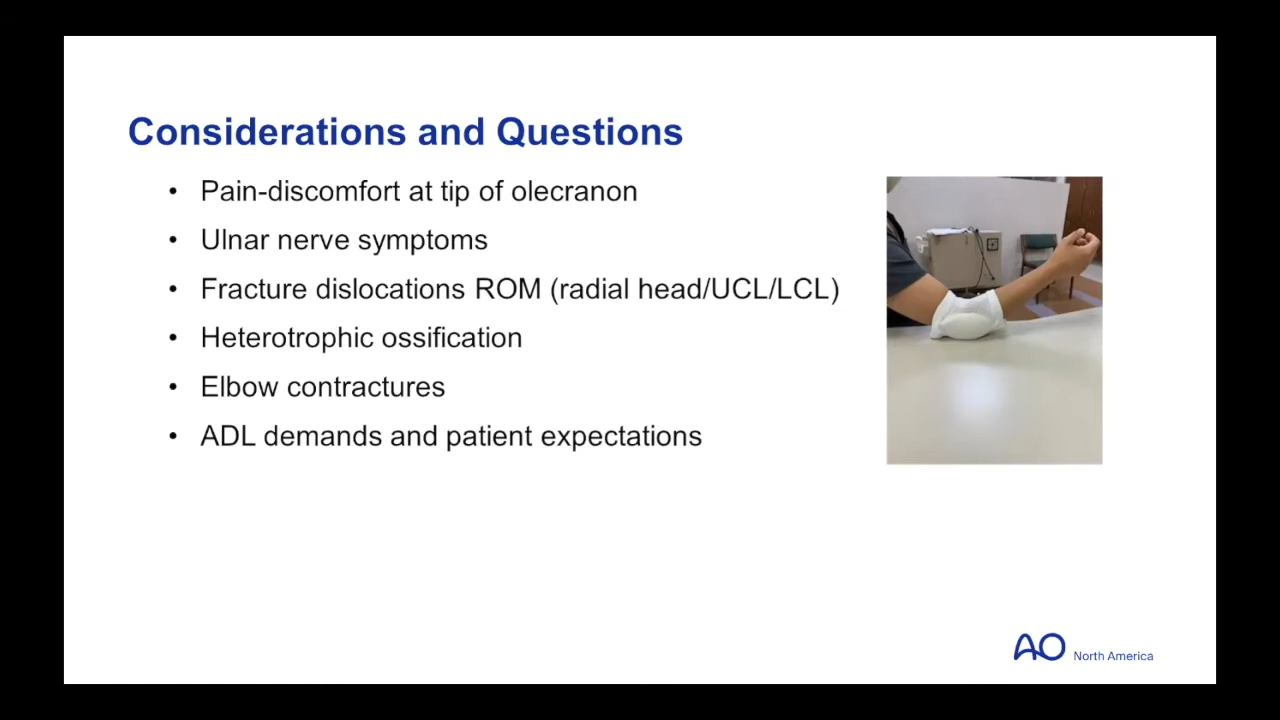 Considerations and Questions
• Pain-discomfort at tip of olecranon
• Ulnar nerve symptoms
• Fracture dislocations ROM (radial head/UCL/LCL)
• Heterotrophic ossification
• Elbow contractures
• ADL demands and patient expectations
AO North America